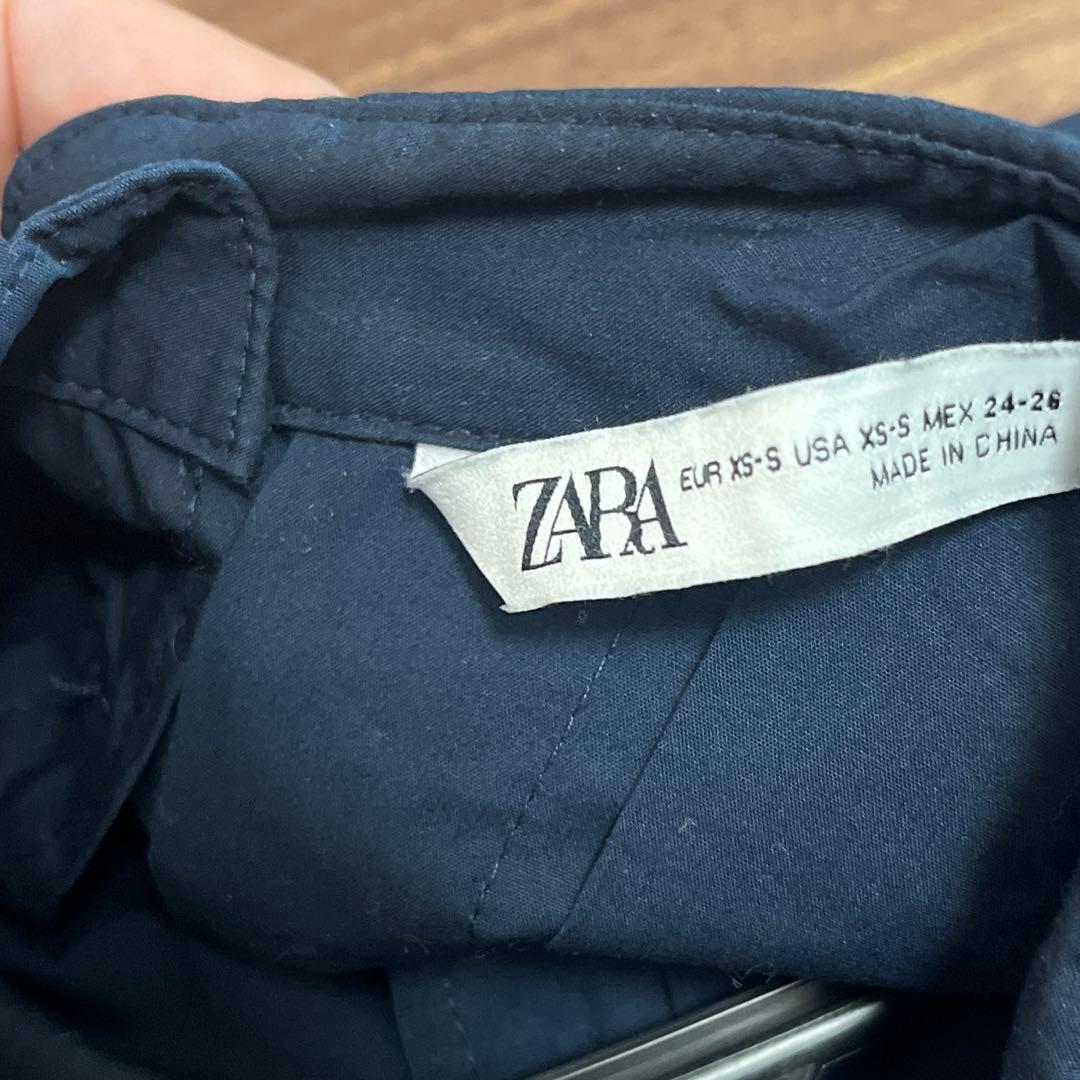 ZARA EUR XS-S USA XS-S MEX 24-26
MADE IN CHINA